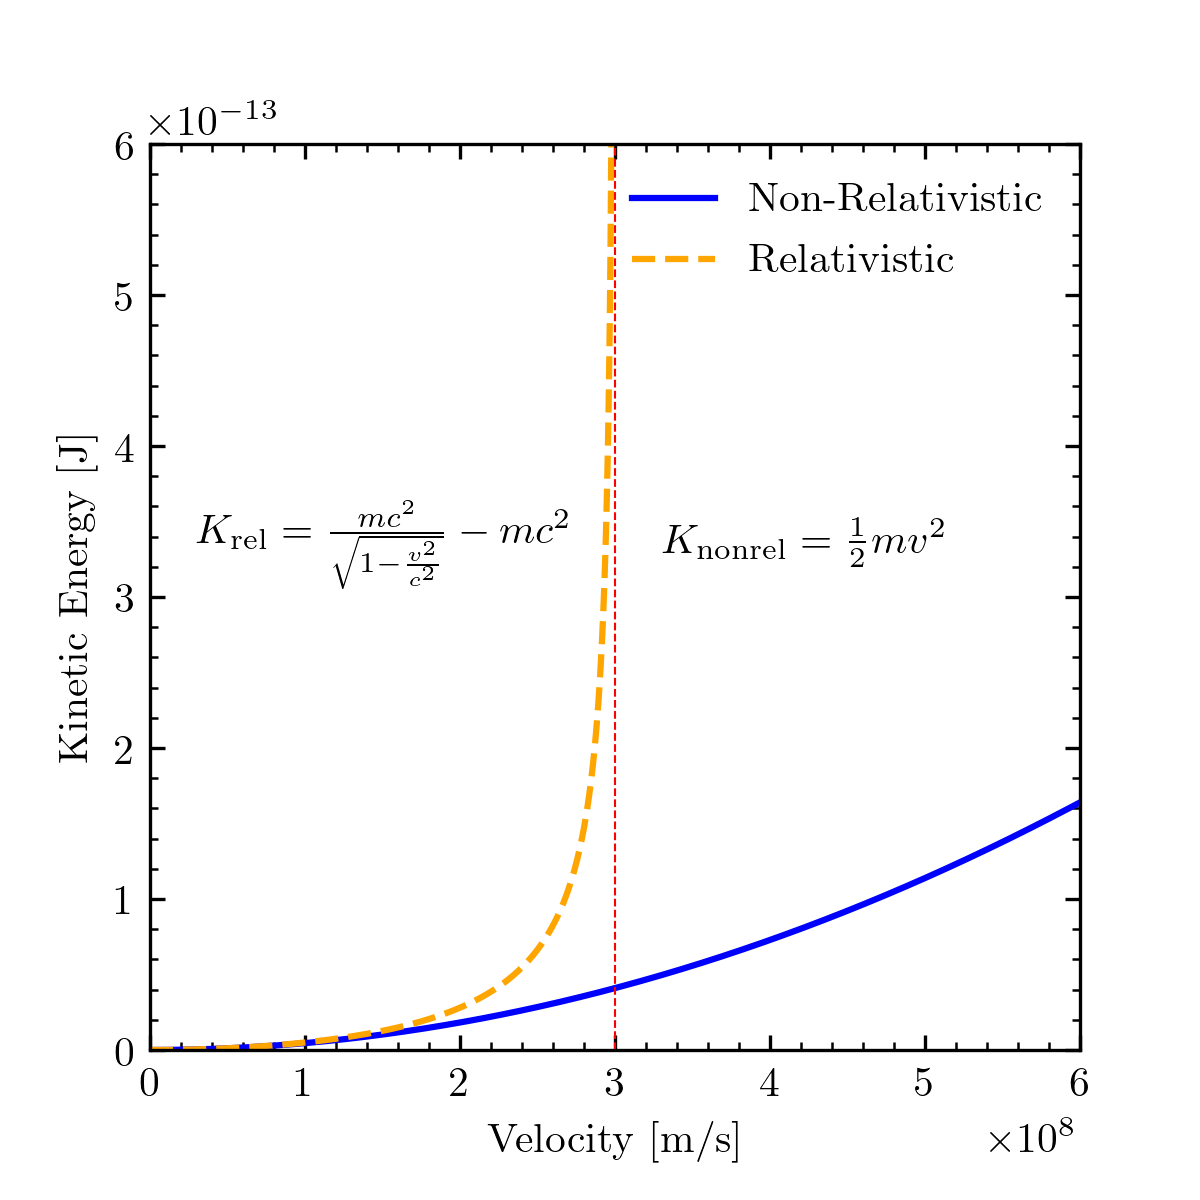 ×10⁻¹³
6
Non-Relativistic
Relativistic
5
4
K_rel = mc²/√(1−v²/c²) − mc²
K_nonrel = ½mv²
3
2
1
0
Kinetic Energy [J]
0 1 2 3 4 5 6
Velocity [m/s]
×10⁸